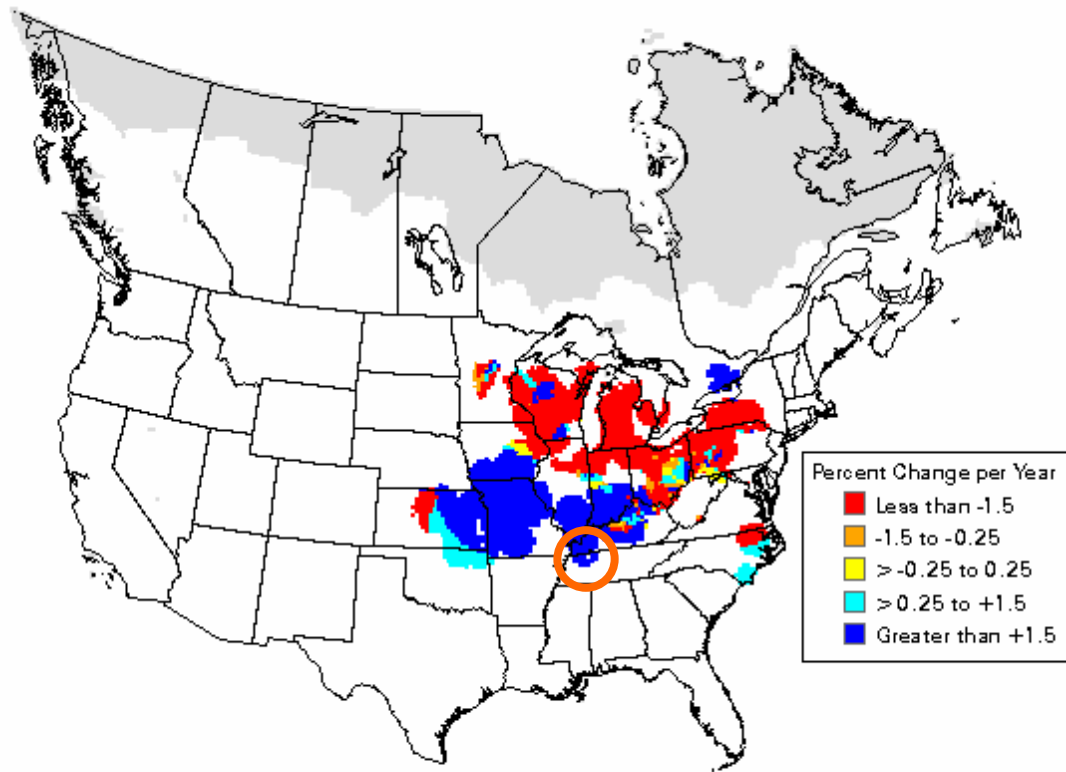 Percent Change per Year
Less than -1.5
-1.5 to -0.25
> -0.25 to 0.25
> 0.25 to +1.5
Greater than +1.5